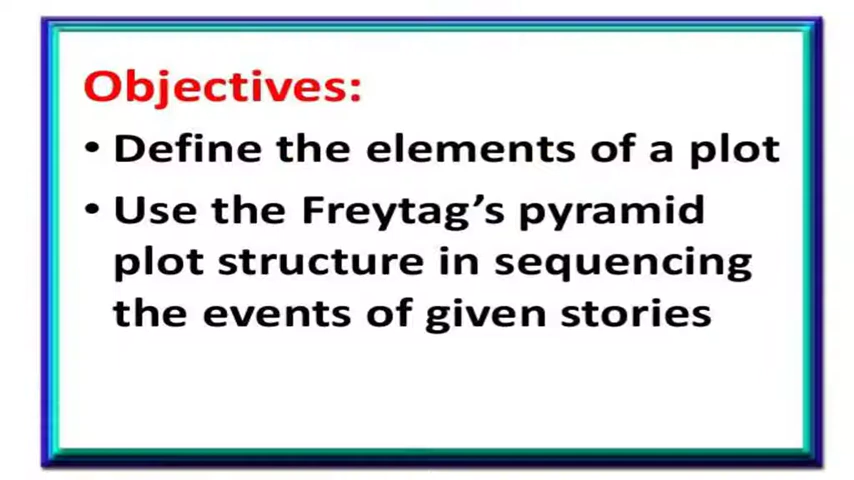 Objectives:
• Define the elements of a plot
• Use the Freytag’s pyramid
plot structure in sequencing
the events of given stories